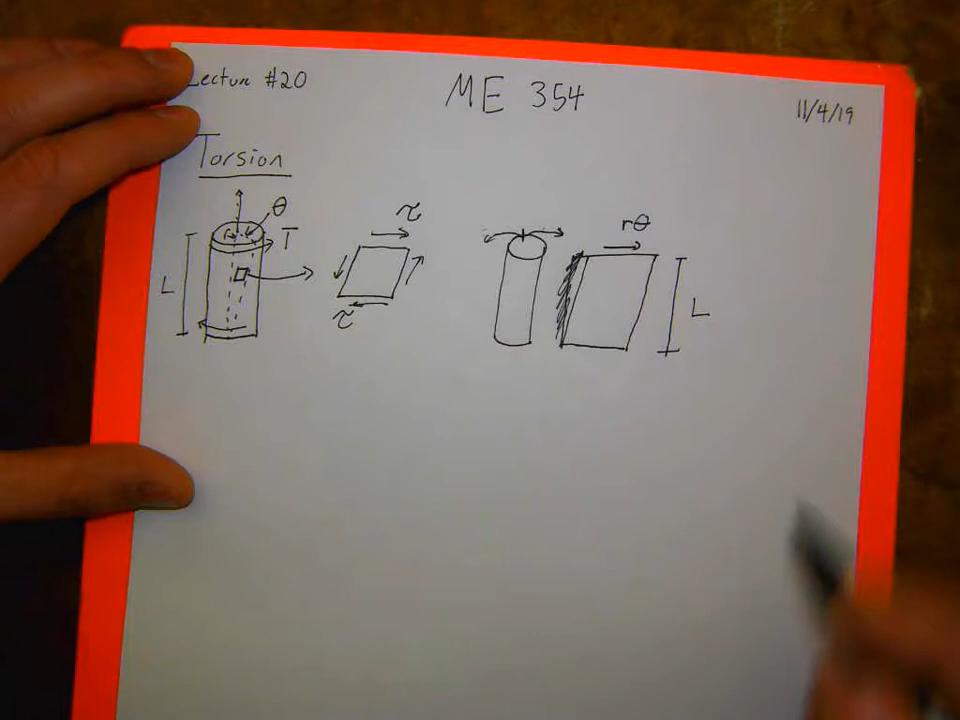 Lecture #20
ME 354
11/4/19
Torsion
θ
r
T
L
τ
τ
rθ
L